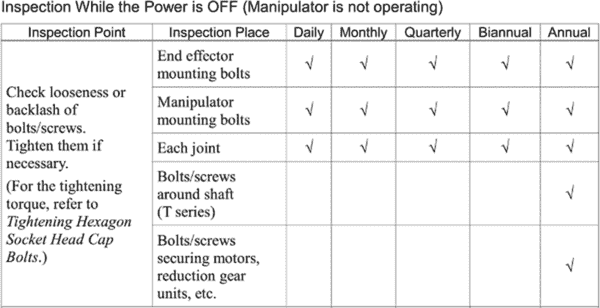 Inspection While the Power is OFF (Manipulator is not operating)
Inspection Point Inspection Place Daily Monthly Quarterly Biannual Annual
Check looseness or
backlash of
bolts/screws.
Tighten them if
necessary.
(For the tightening
torque, refer to
Tightening Hexagon
Socket Head Cap
Bolts.)
End effector
mounting bolts √ √ √ √ √
Manipulator
mounting bolts √ √ √ √ √
Each joint √ √ √ √ √
Bolts/screws
around shaft √
(T series)
Bolts/screws
securing motors, √
reduction gear
units, etc.